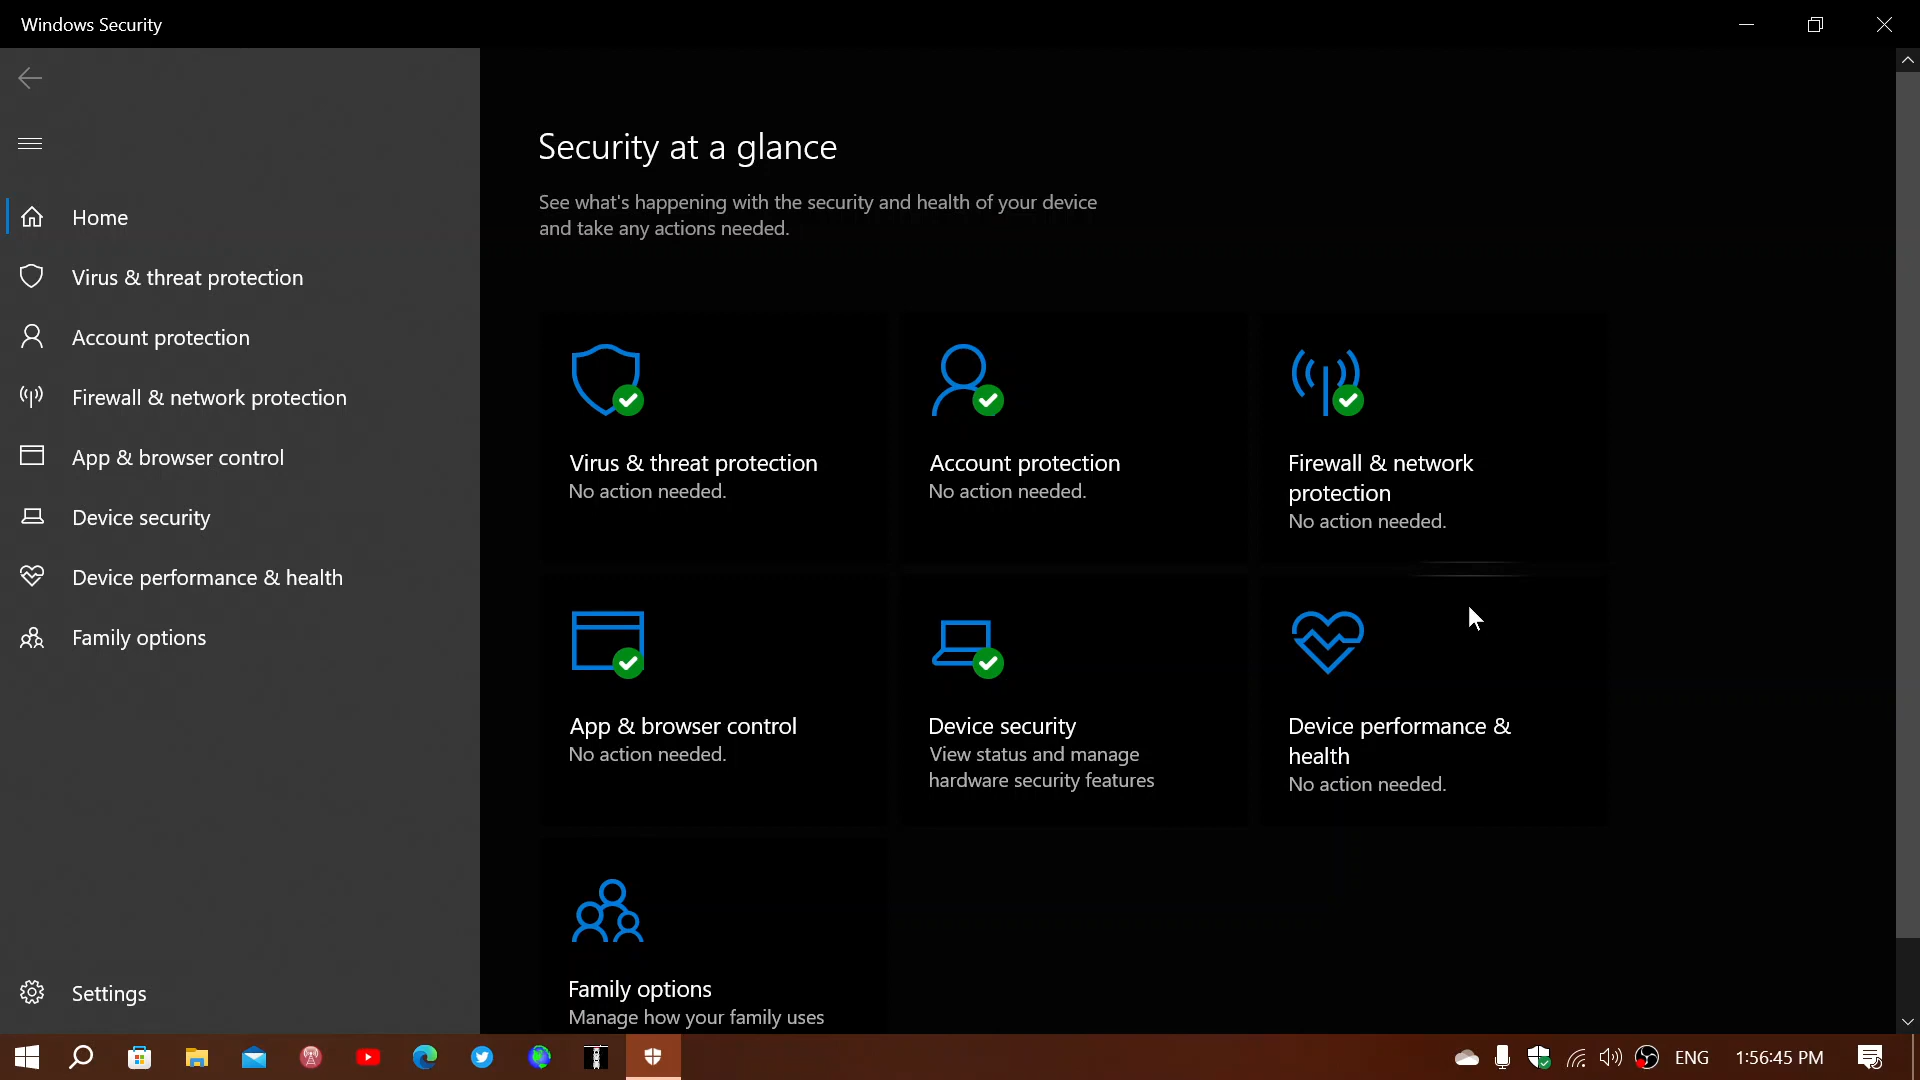 Windows Security
Home
Virus & threat protection
Account protection
Firewall & network protection
App & browser control
Device security
Device performance & health
Family options
Settings
Security at a glance
See what's happening with the security and health of your device
and take any actions needed.
Virus & threat protection
No action needed.
Account protection
No action needed.
Firewall & network
protection
No action needed.
App & browser control
No action needed.
Device security
View status and manage
hardware security features
Device performance &
health
No action needed.
Family options
Manage how your family uses
ENG
1:56:45 PM